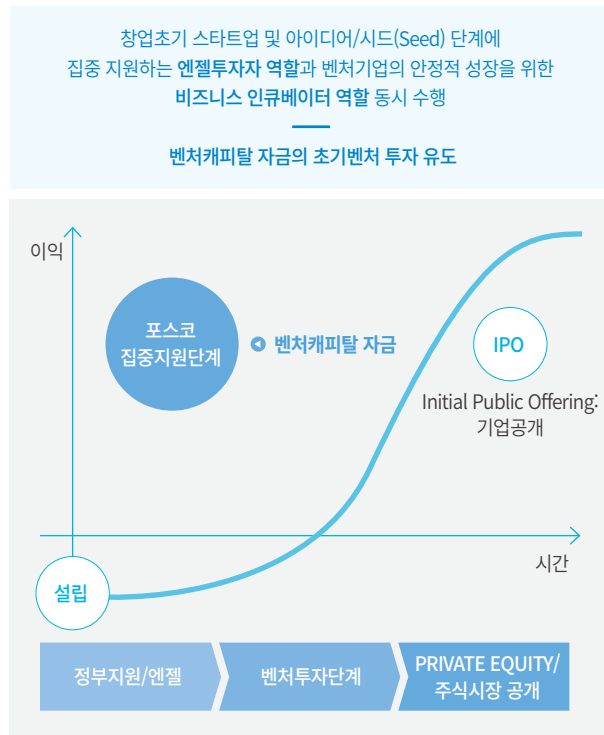 창업초기 스타트업 및 아이디어/시드(Seed) 단계에
집중 지원하는 엔젤투자자 역할과 벤처기업의 안정적 성장을 위한
비즈니스 인큐베이터 역할 동시 수행
벤처캐피탈 자금의 초기벤처 투자 유도
이익
포스코
집중지원단계
벤처캐피탈 자금
IPO
Initial Public Offering:
기업공개
시간
설립
정부지원/엔젤
벤처투자단계
PRIVATE EQUITY/
주식시장 공개